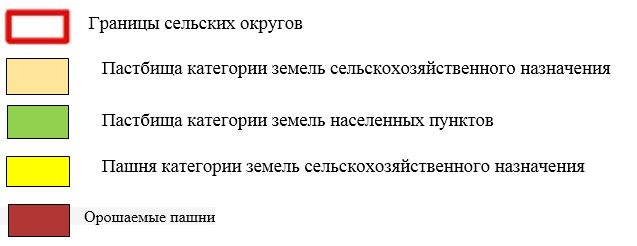 Границы сельских округов
Пастбища категории земель сельскохозяйственного назначения
Пастбища категории земель населенных пунктов
Пашня категории земель сельскохозяйственного назначения
Орошаемые пашни